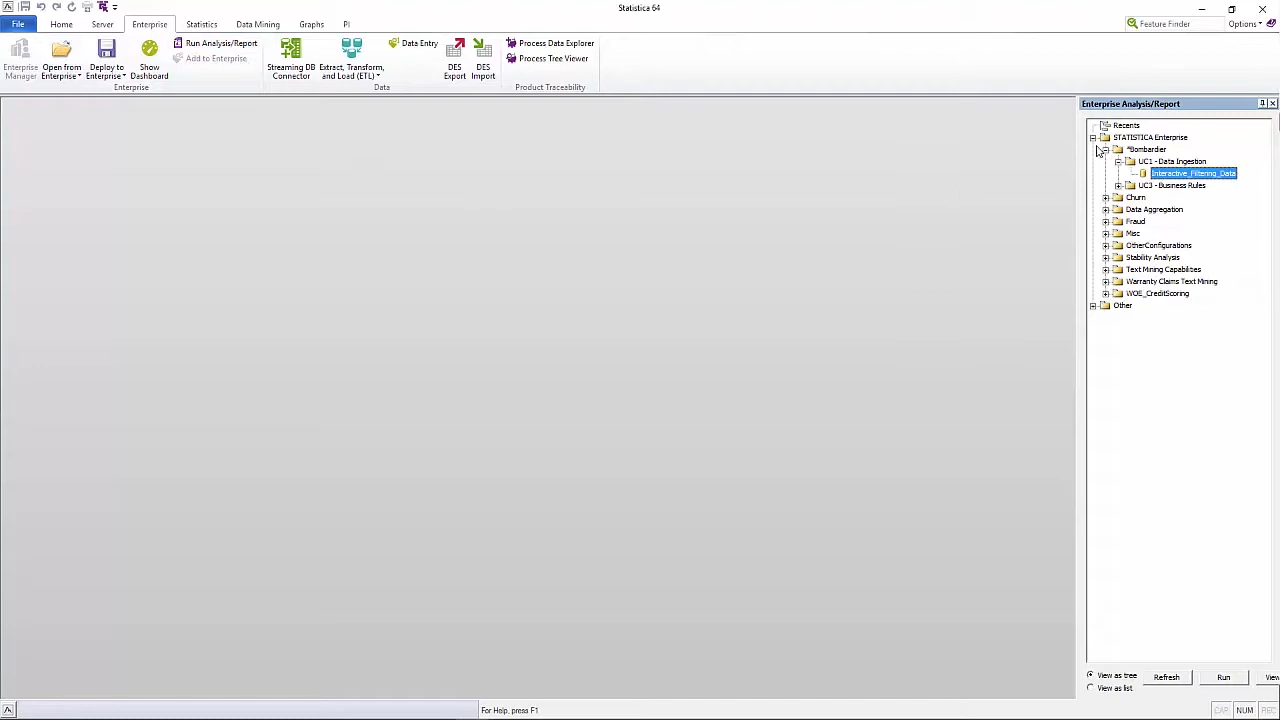 Statistica 64
File Home Server Enterprise Statistics Data Mining Graphs PI
Feature Finder Options
Enterprise Manager
Open from Enterprise
Deploy to Enterprise
Show Dashboard
Run Analysis/Report
Add to Enterprise
Enterprise
Streaming DB Connector
Extract, Transform, and Load (ETL)
Data Entry
DES Export
DES Import
Data
Process Data Explorer
Process Tree Viewer
Product Traceability
Enterprise Analysis/Report
Recents
STATISTICA Enterprise
*Bombardier
UC1 - Data Ingestion
Interactive_Filtering_Data
UC3 - Business Rules
Churn
Data Aggregation
Fraud
Misc
OtherConfigurations
Stability Analysis
Text Mining Capabilities
Warranty Claims Text Mining
WOE_CreditScoring
Other
View as tree
View as list
Refresh Run View
For Help, press F1
CAP NUM REC